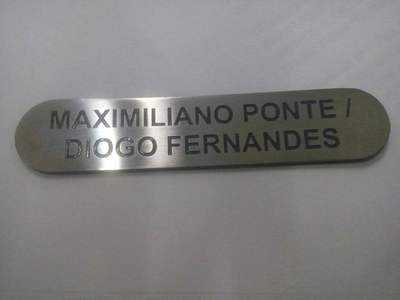 MAXIMILIANO PONTE /
DIOGO FERNANDES